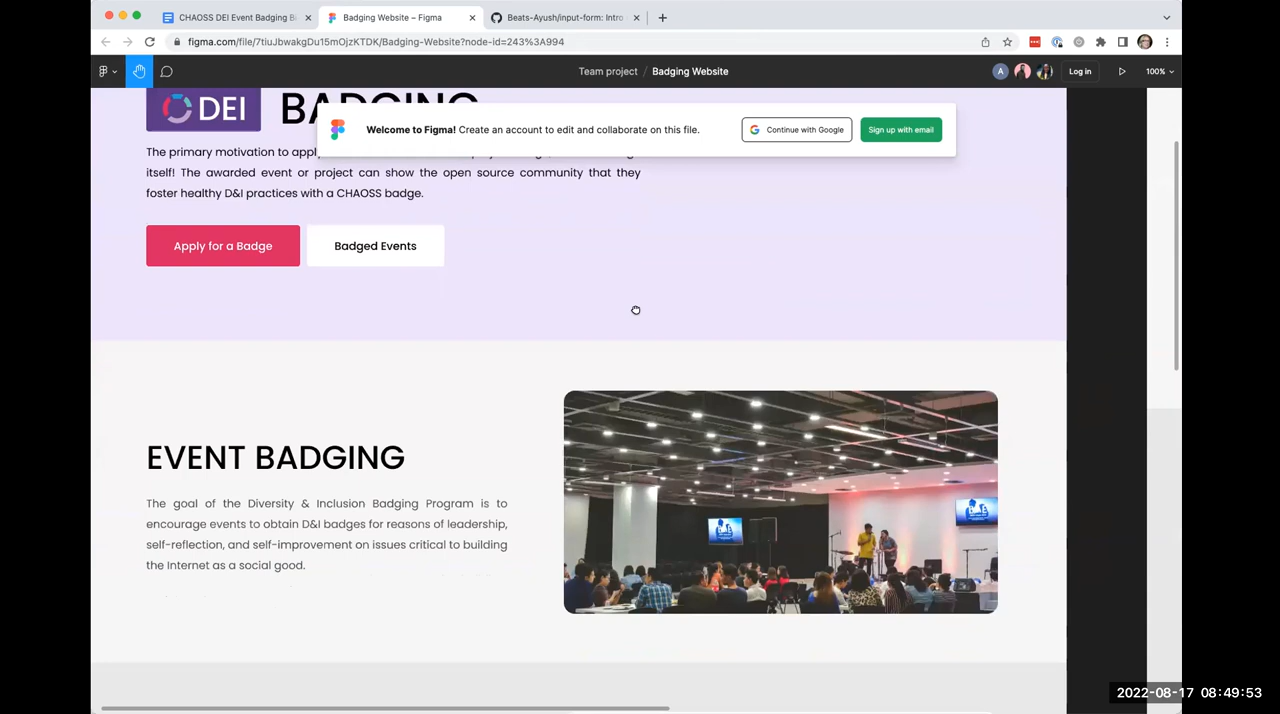 CHAOSS DEI Event Badging B
Badging Website – Figma
Beats-Ayush/input-form: Intro
figma.com/file/7tiuJbwakgDu15mOjzKTDK/Badging-Website?node-id=243%3A994
Team project / Badging Website
A
Log in
100%
DEI BADGING
Welcome to Figma! Create an account to edit and collaborate on this file.
Continue with Google
Sign up with email
The primary motivation to apply
itself! The awarded event or project can show the open source community that they
foster healthy D&I practices with a CHAOSS badge.
Apply for a Badge
Badged Events
EVENT BADGING
The goal of the Diversity & Inclusion Badging Program is to
encourage events to obtain D&I badges for reasons of leadership,
self-reflection, and self-improvement on issues critical to building
the Internet as a social good.
2022-08-17 08:49:53